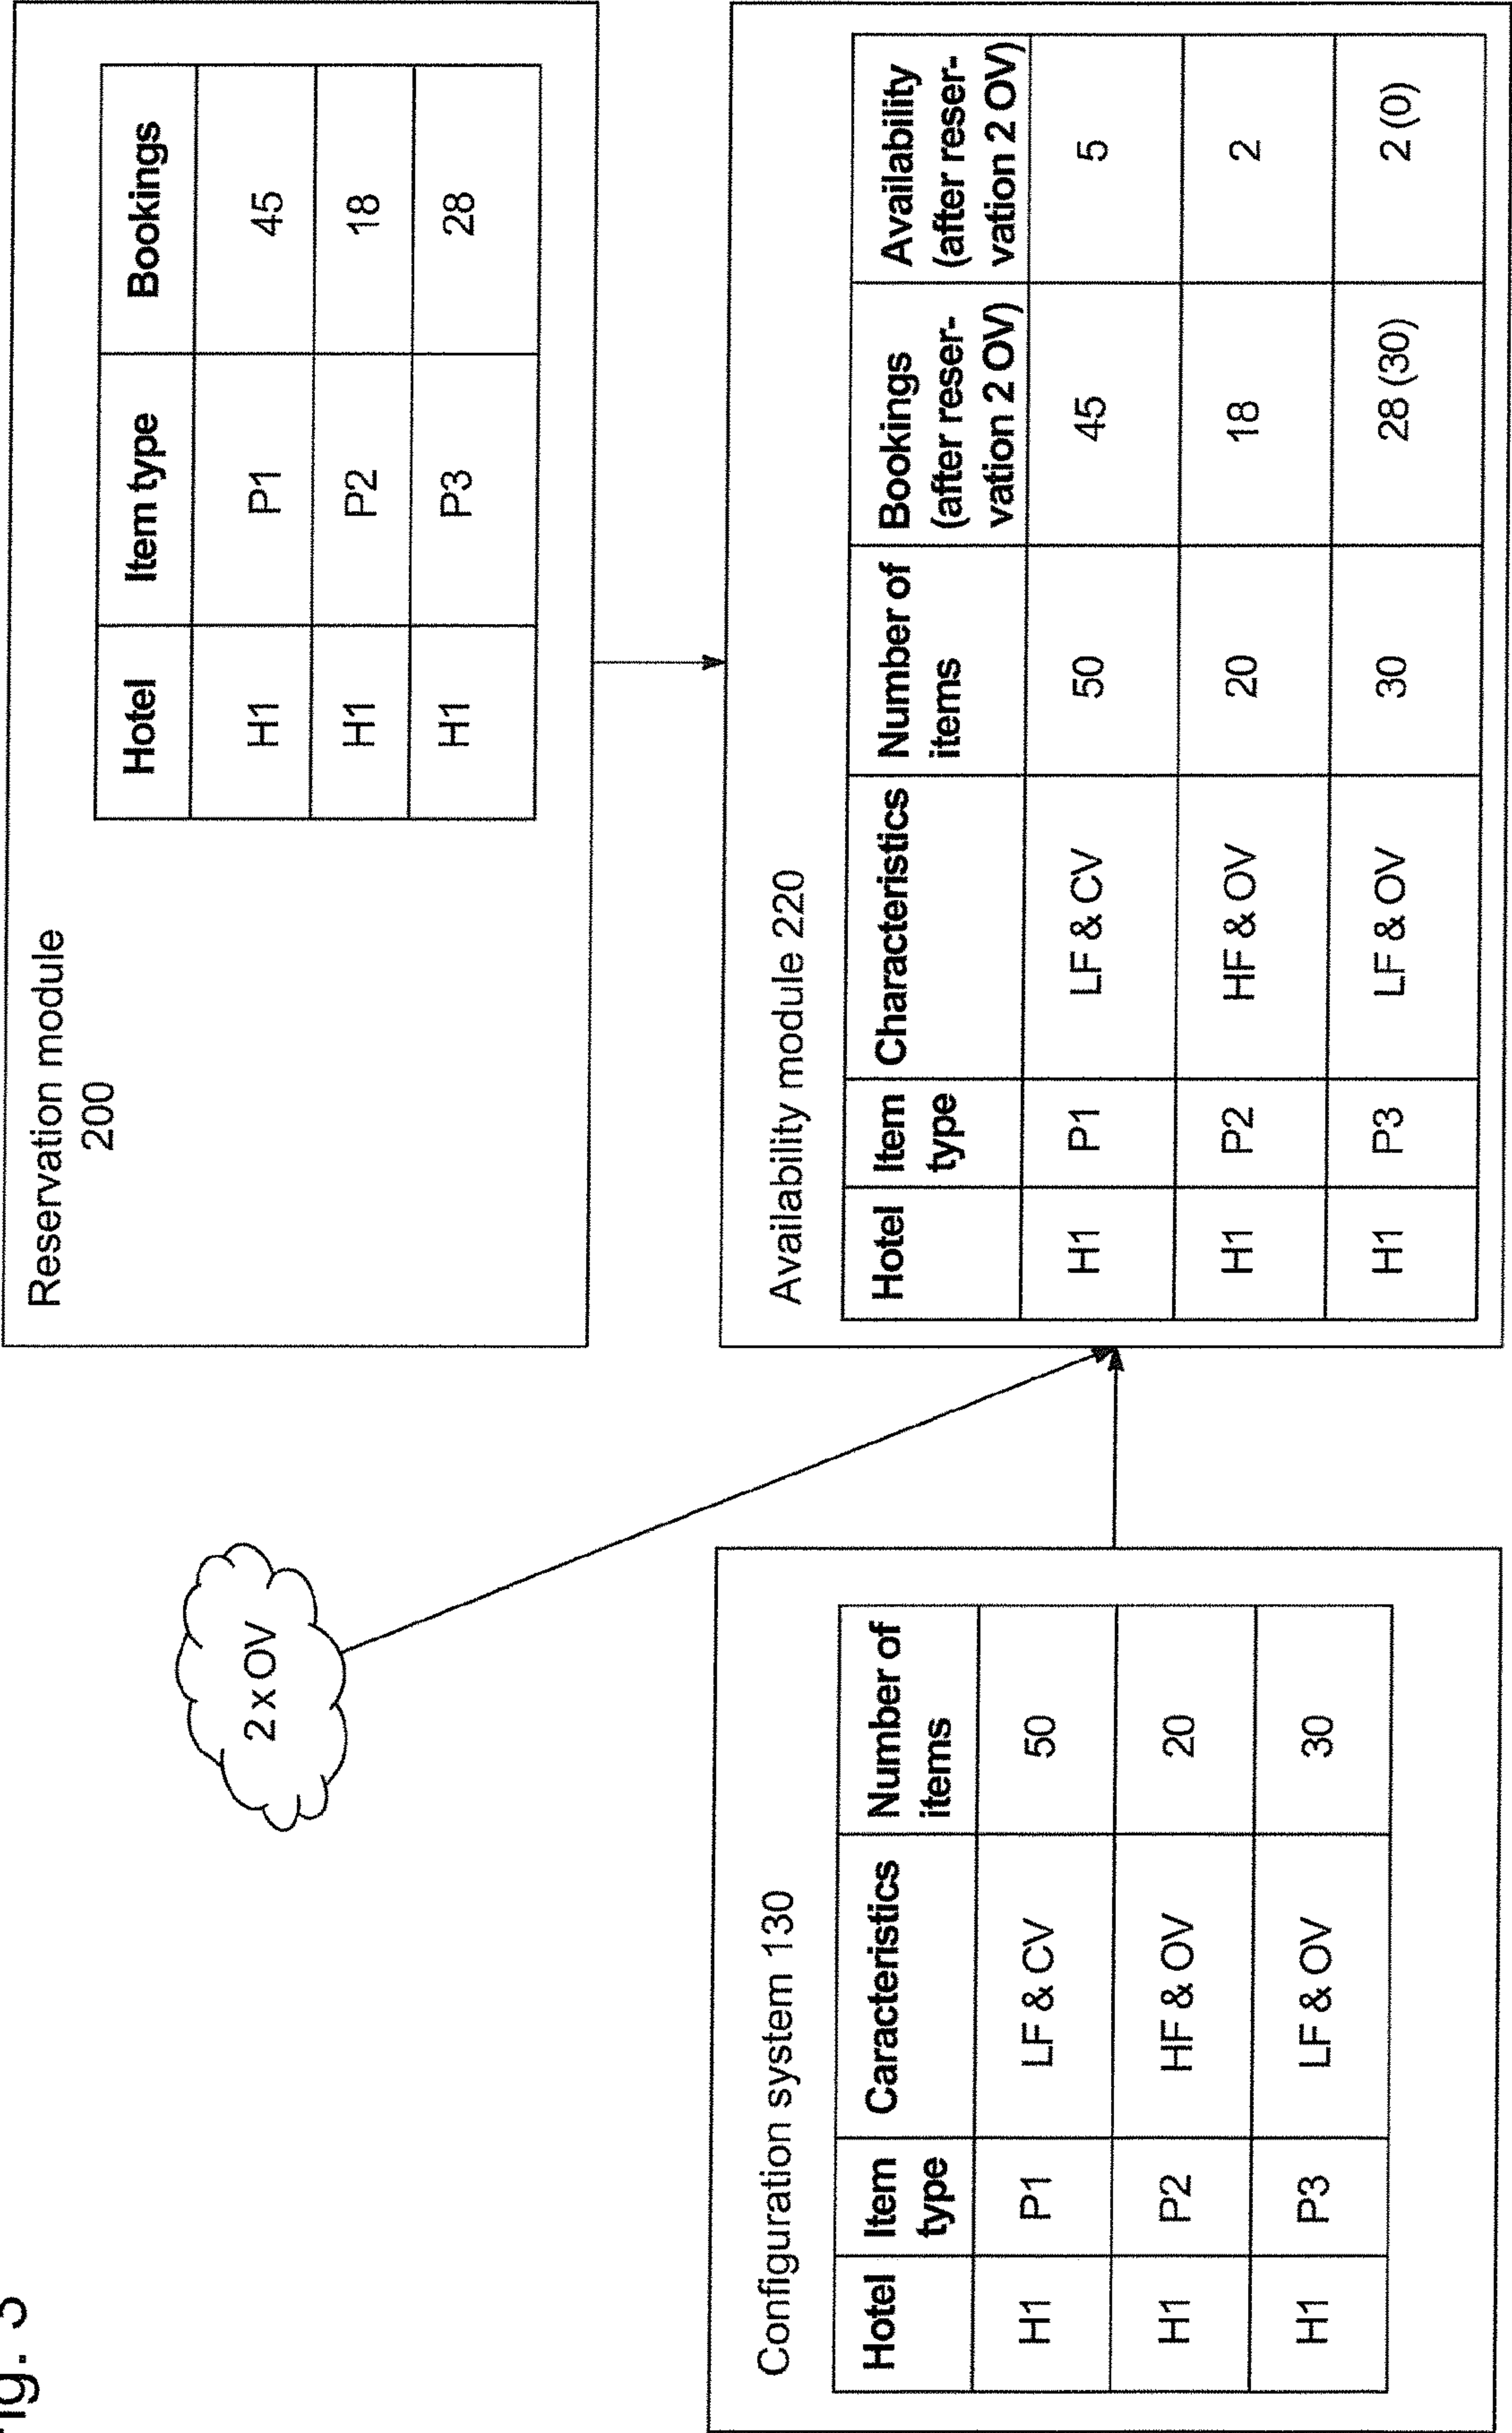 ig. 3
Reservation module
200
Hotel Item type Bookings
H1 P1 45
H1 P2 18
H1 P3 28
2 x OV
Configuration system 130
Hotel Item Caracteristics Number of
type items
H1 P1 LF & CV 50
H1 P2 HF & OV 20
H1 P3 LF & OV 30
Availability module 220
Hotel Item Characteristics Number of Bookings Availability
type items (after reser- (after reser-
vation 2 OV) vation 2 OV)
H1 P1 LF & CV 50 45 5
H1 P2 HF & OV 20 18 2
H1 P3 LF & OV 30 28 (30) 2 (0)